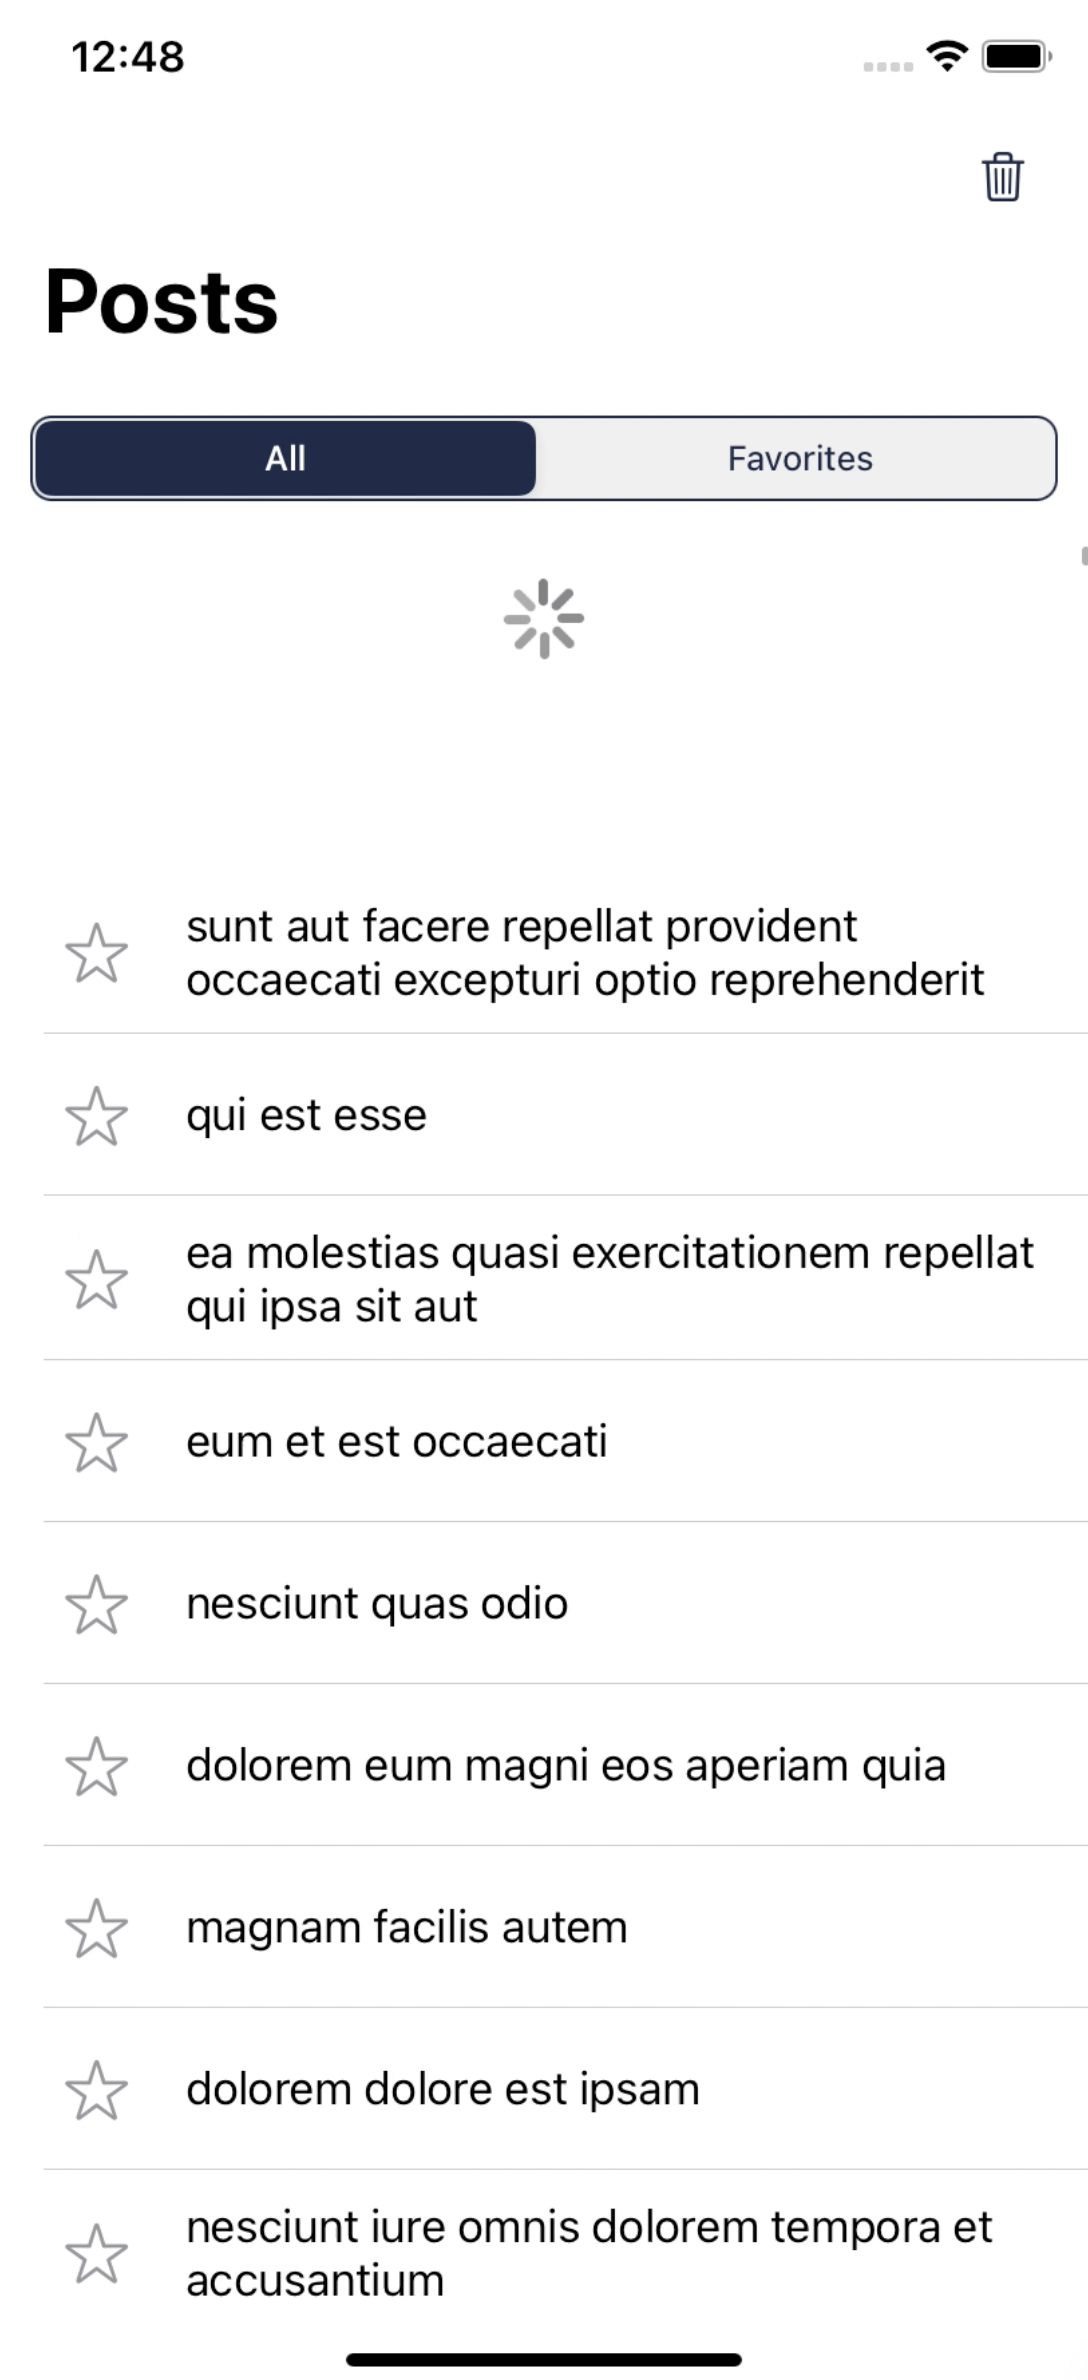 12:48
Posts
All
Favorites
sunt aut facere repellat provident
occaecati excepturi optio reprehenderit
qui est esse
ea molestias quasi exercitationem repellat
qui ipsa sit aut
eum et est occaecati
nesciunt quas odio
dolorem eum magni eos aperiam quia
magnam facilis autem
dolorem dolore est ipsam
nesciunt iure omnis dolorem tempora et
accusantium